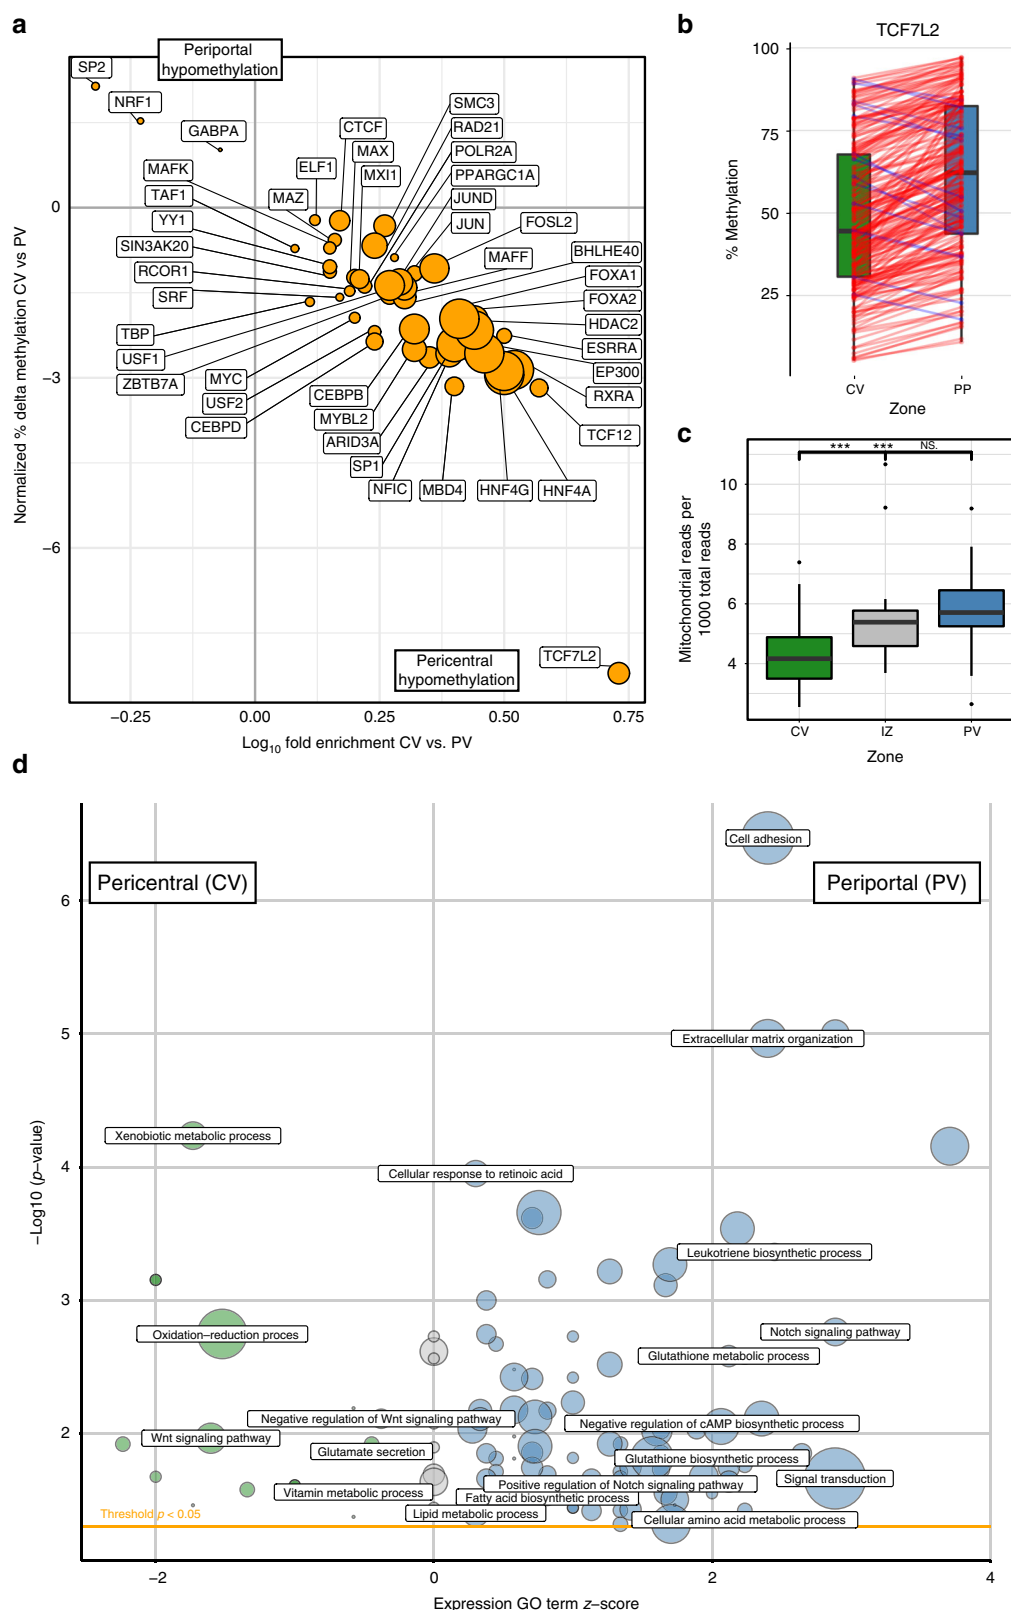 a
Periportal
hypomethylation
SP2
NRF1
GABPA
MAFK
TAF1
YY1
SIN3AK20
RCOR1
SRF
TBP
USF1
ZBTB7A
MAZ
ELF1
CTCF
MAX
MXI1
SMC3
RAD21
POLR2A
PPARGC1A
JUND
JUN
FOSL2
MAFF
BHLHE40
FOXA1
FOXA2
HDAC2
ESRRA
EP300
RXRA
TCF12
MYC
USF2
CEBPD
CEBPB
MYBL2
ARID3A
SP1
NFIC
MBD4
HNF4G
HNF4A
TCF7L2
Pericentral
hypomethylation
0
−3
−6
Normalized % delta methylation CV vs PV
−0.25
0.00
0.25
0.50
0.75
Log10 fold enrichment CV vs. PV
b
TCF7L2
100
75
50
25
% Methylation
CV
PP
Zone
c
***
***
NS.
10
8
6
4
Mitochondrial reads per
1000 total reads
CV
IZ
PV
Zone
d
Pericentral (CV)
Periportal (PV)
Cell adhesion
Extracellular matrix organization
Xenobiotic metabolic process
Cellular response to retinoic acid
Leukotriene biosynthetic process
Oxidation–reduction proces
Notch signaling pathway
Glutathione metabolic process
Negative regulation of Wnt signaling pathway
Negative regulation of cAMP biosynthetic process
Wnt signaling pathway
Glutamate secretion
Glutathione biosynthetic process
Signal transduction
Positive regulation of Notch signaling pathway
Vitamin metabolic process
Fatty acid biosynthetic process
Lipid metabolic process
Cellular amino acid metabolic process
Threshold p < 0.05
6
5
4
3
2
−Log10 (p–value)
−2
0
2
4
Expression GO term z–score